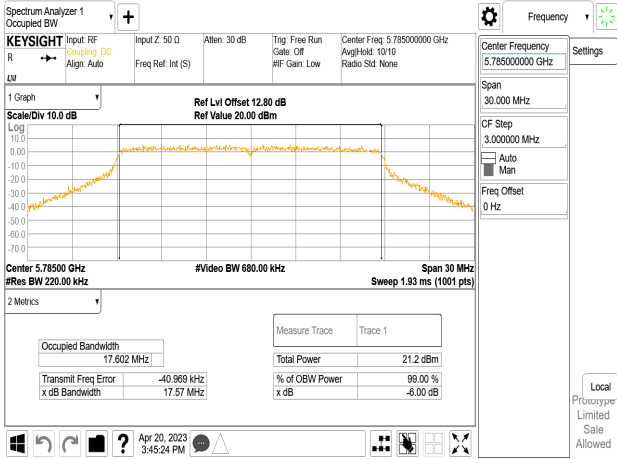 Spectrum Analyzer 1
Occupied BW
Frequency
KEYSIGHT
Input: RF
Input Z: 50 Ω
Atten: 30 dB
Trig: Free Run
Center Freq: 5.785000000 GHz
Coupling: DC
Gate: Off
Avg|Hold: 10/10
R
Align: Auto
Freq Ref: Int (S)
#IF Gain: Low
Radio Std: None
LXI
Center Frequency
5.785000000 GHz
Settings
Span
30.000 MHz
CF Step
3.000000 MHz
Auto
Man
Freq Offset
0 Hz
1 Graph
Ref Lvl Offset 12.80 dB
Scale/Div 10.0 dB
Ref Value 20.00 dBm
Log
10.0
0.00
-10.0
-20.0
-30.0
-40.0
-50.0
-60.0
-70.0
Center 5.78500 GHz
#Video BW 680.00 kHz
Span 30 MHz
#Res BW 220.00 kHz
Sweep 1.93 ms (1001 pts)
2 Metrics
Measure Trace
Trace 1
Occupied Bandwidth
17.602 MHz
Total Power
21.2 dBm
Transmit Freq Error
-40.969 kHz
% of OBW Power
99.00 %
x dB Bandwidth
17.57 MHz
x dB
-6.00 dB
Local
Prototype
Limited
Sale
Allowed
Apr 20, 2023
3:45:24 PM